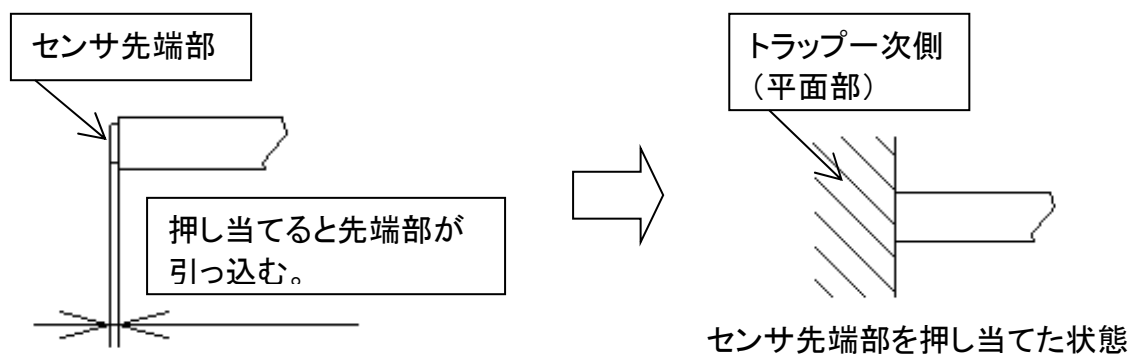 センサ先端部
押し当てると先端部が
引っ込む。
トラップ一次側
（平面部）
センサ先端部を押し当てた状態